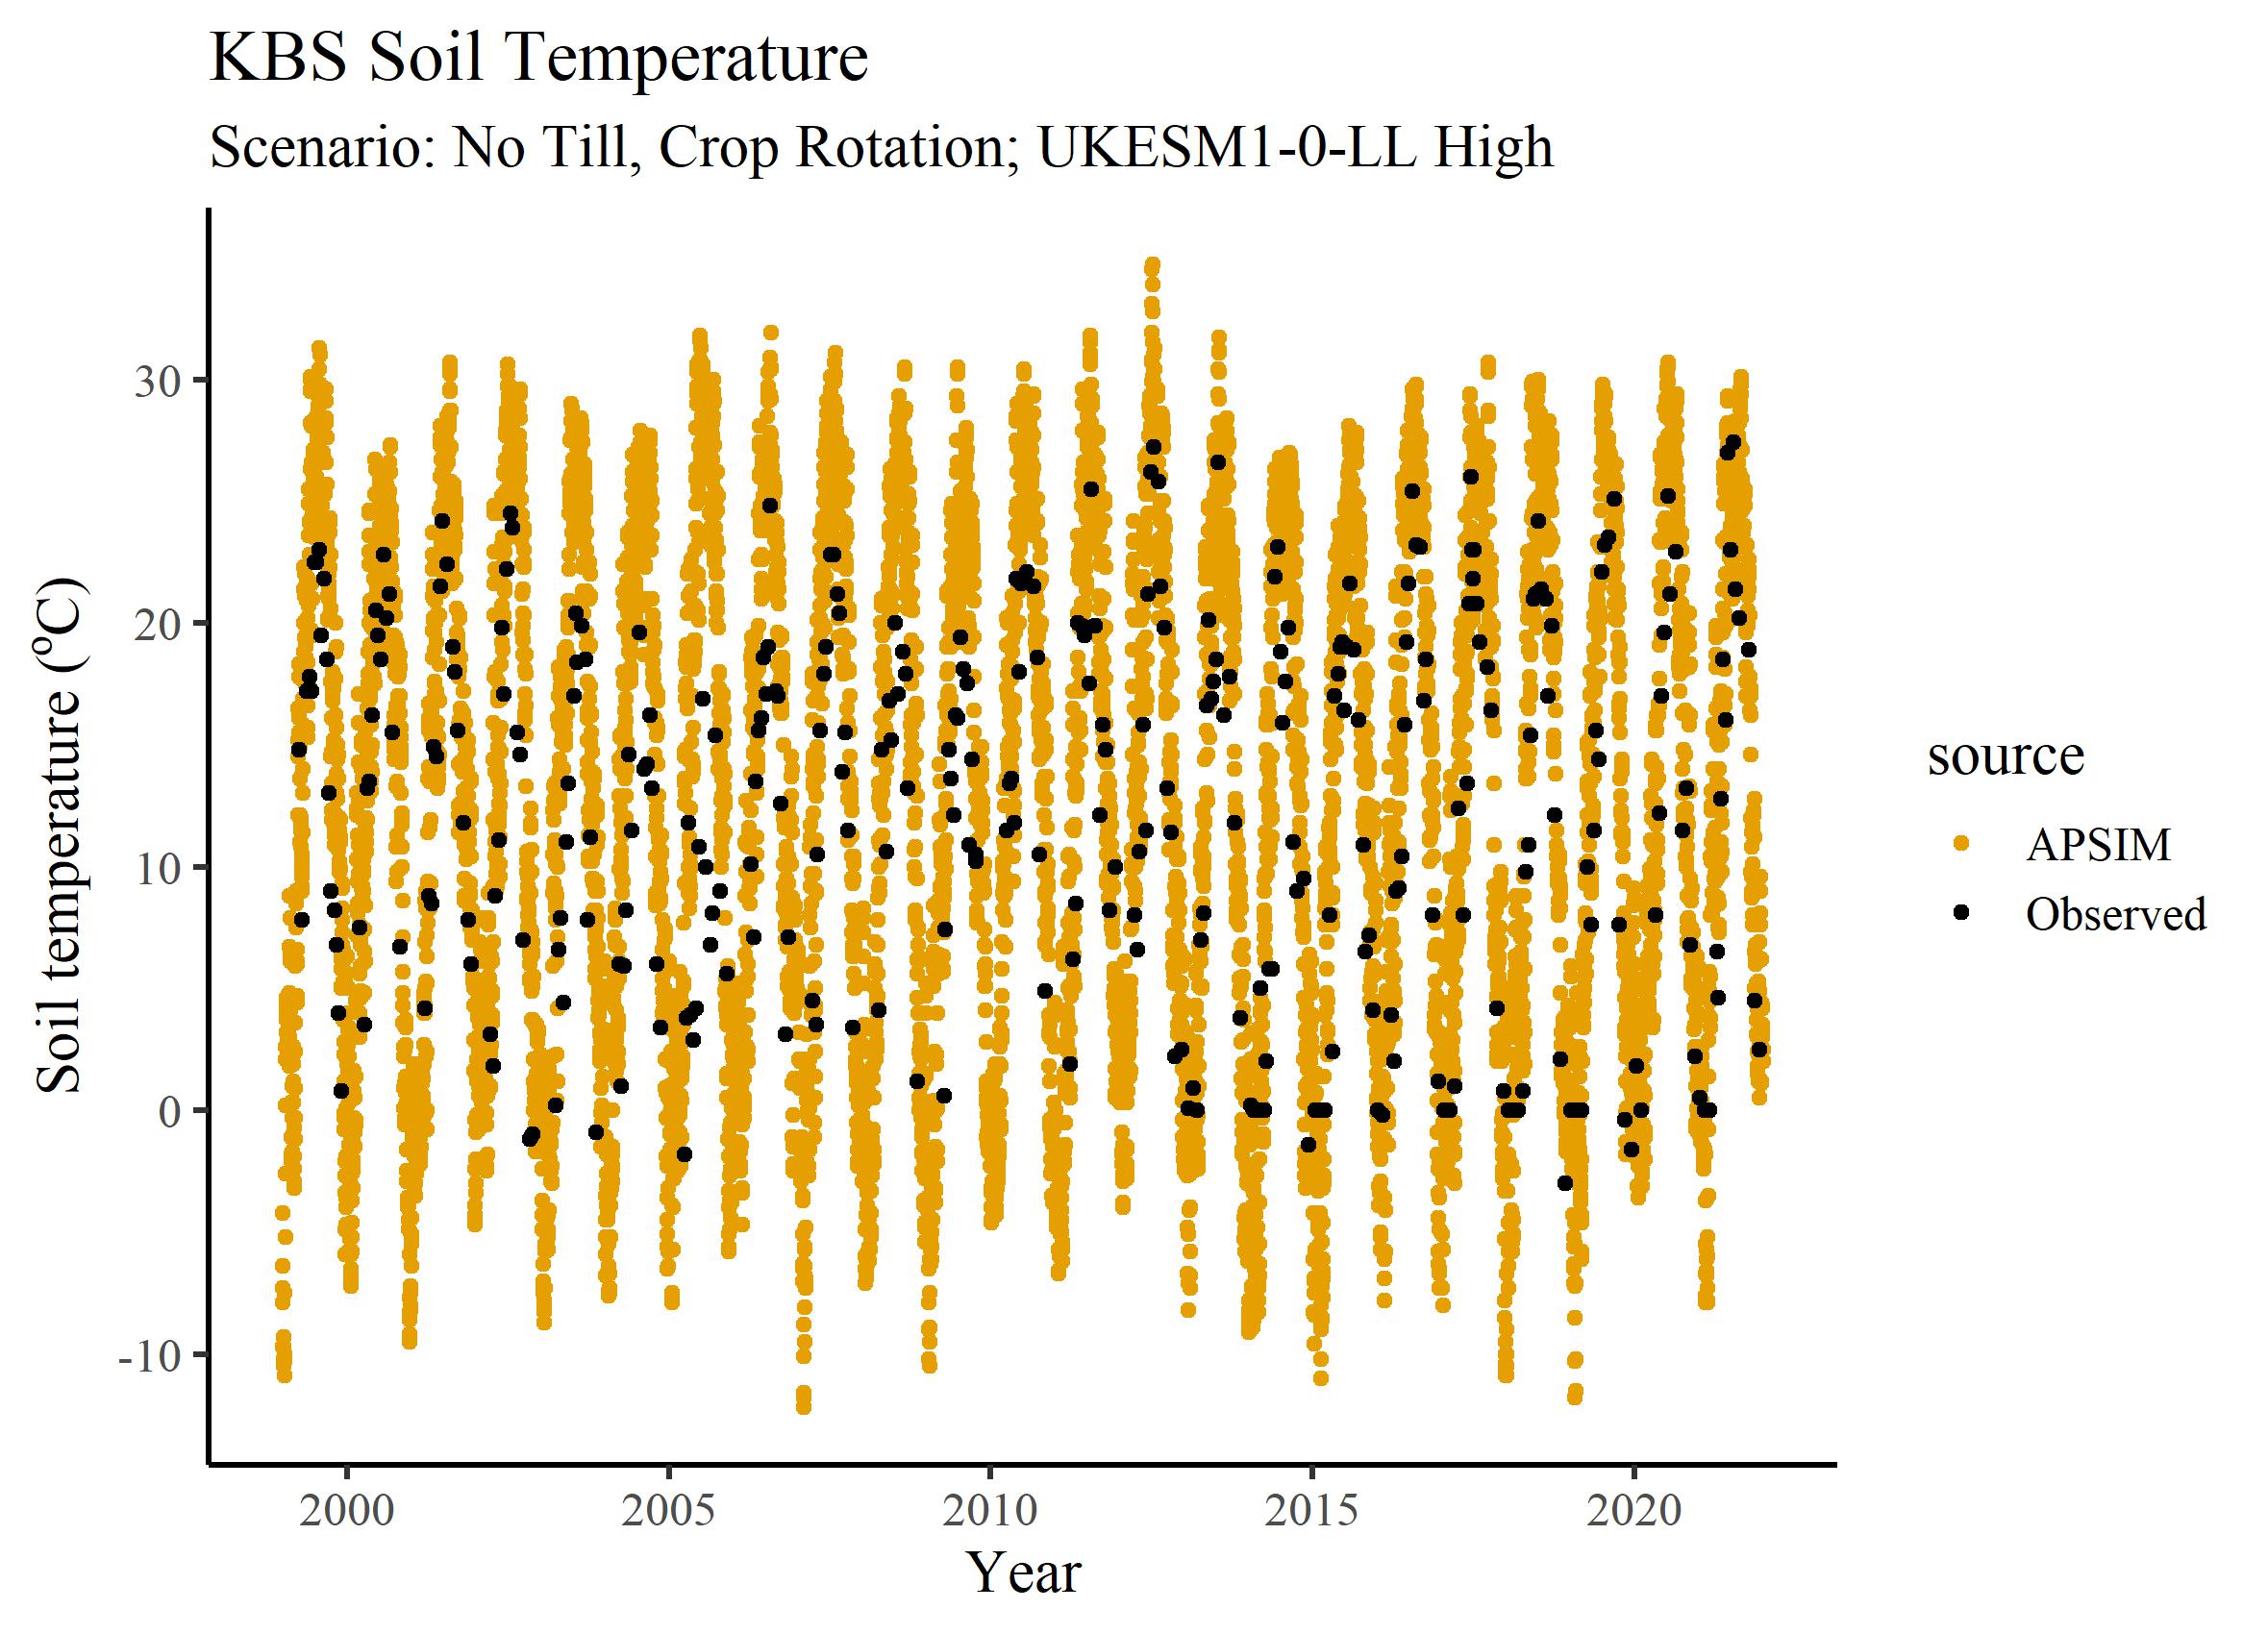 KBS Soil Temperature
Scenario: No Till, Crop Rotation; UKESM1-0-LL High
Soil temperature (°C)
30
20
10
0
-10
2000
2005
2010
2015
2020
Year
source
APSIM
Observed